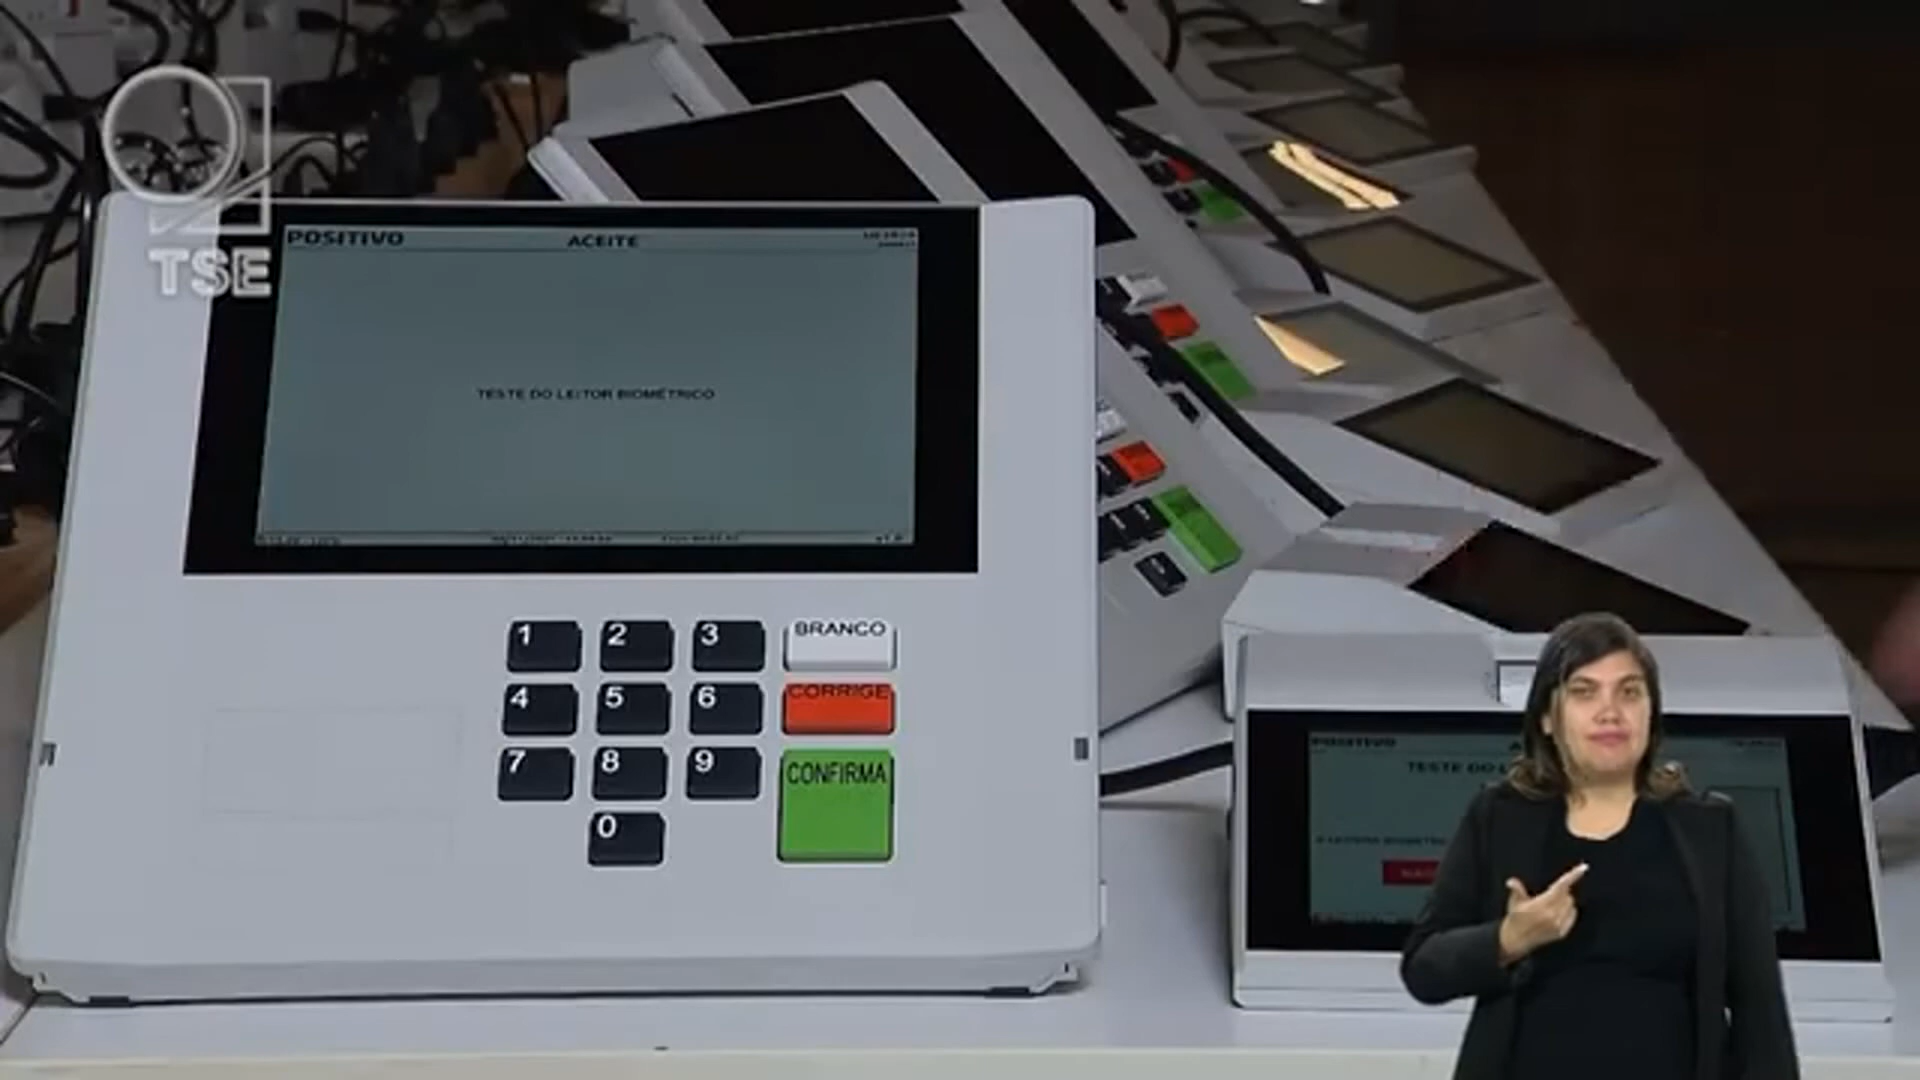 TSE
POSITIVO
ACEITE
TESTE DO LEITOR BIOMÉTRICO
1 2 3 BRANCO
4 5 6 CORRIGE
7 8 9 CONFIRMA
0
POSITIVO
TESTE DO